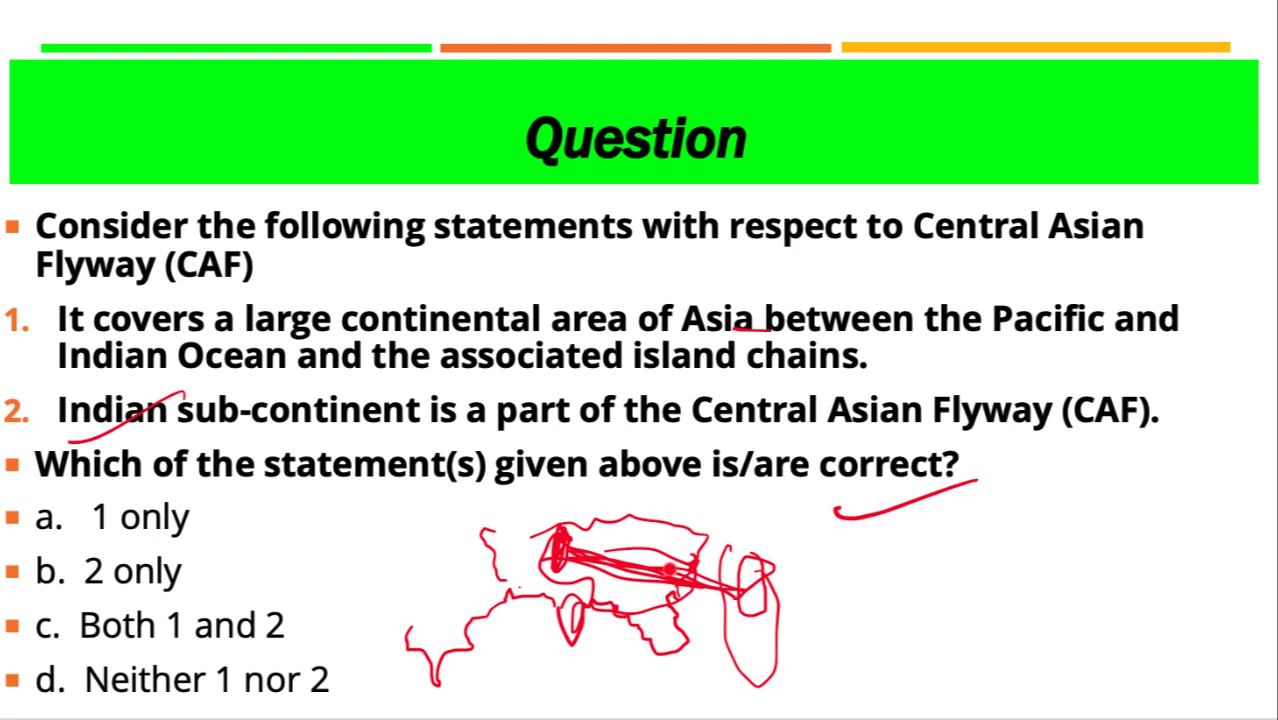 Question
Consider the following statements with respect to Central Asian
Flyway (CAF)
1. It covers a large continental area of Asia between the Pacific and
Indian Ocean and the associated island chains.
2. Indian sub-continent is a part of the Central Asian Flyway (CAF).
Which of the statement(s) given above is/are correct?
a. 1 only
b. 2 only
c. Both 1 and 2
d. Neither 1 nor 2